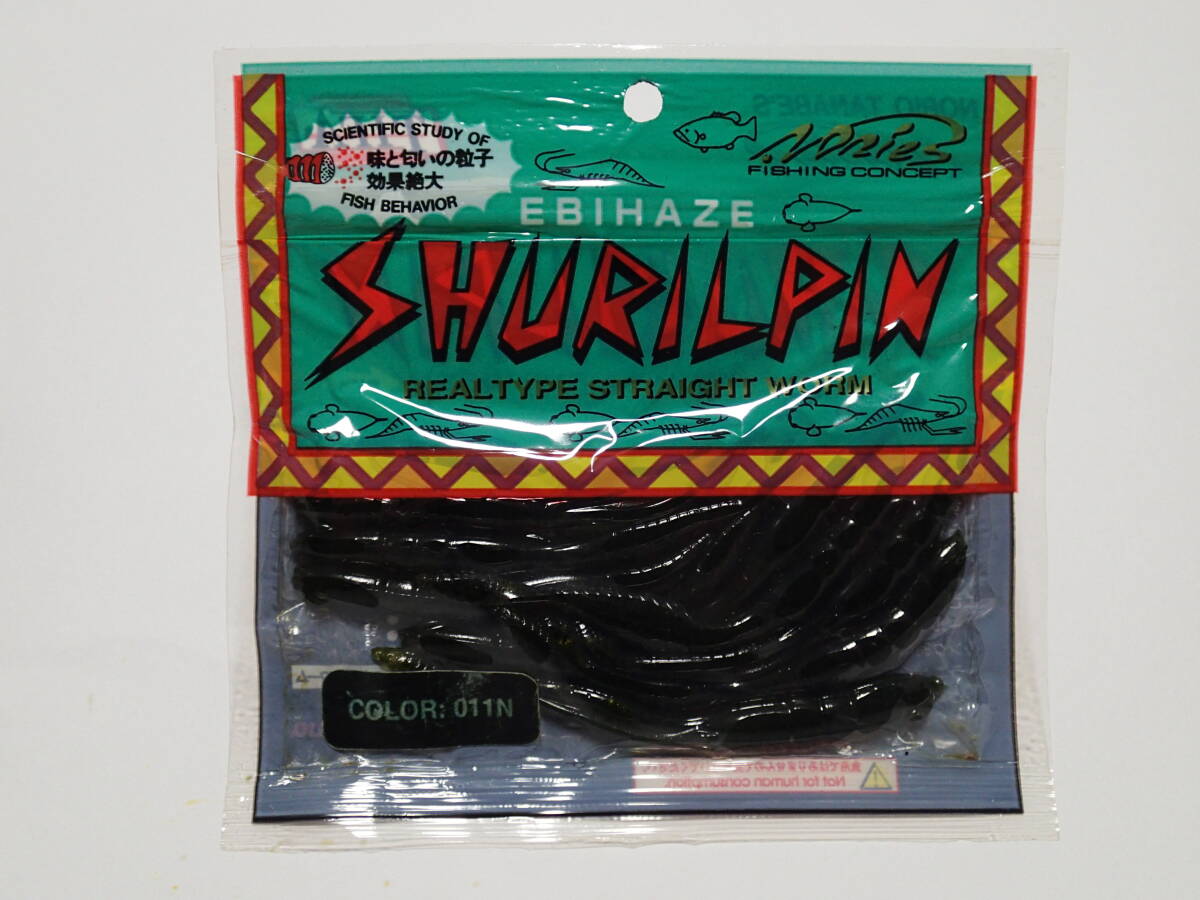 SCIENTIFIC STUDY OF
味と匂いの粒子
効果絶大
FISH BEHAVIOR
NORIO TANABE'S
Nories
FISHING CONCEPT
EBIHAZE
SHURILPIN
REALTYPE STRAIGHT WORM
COLOR: 011N
Not for human consumption